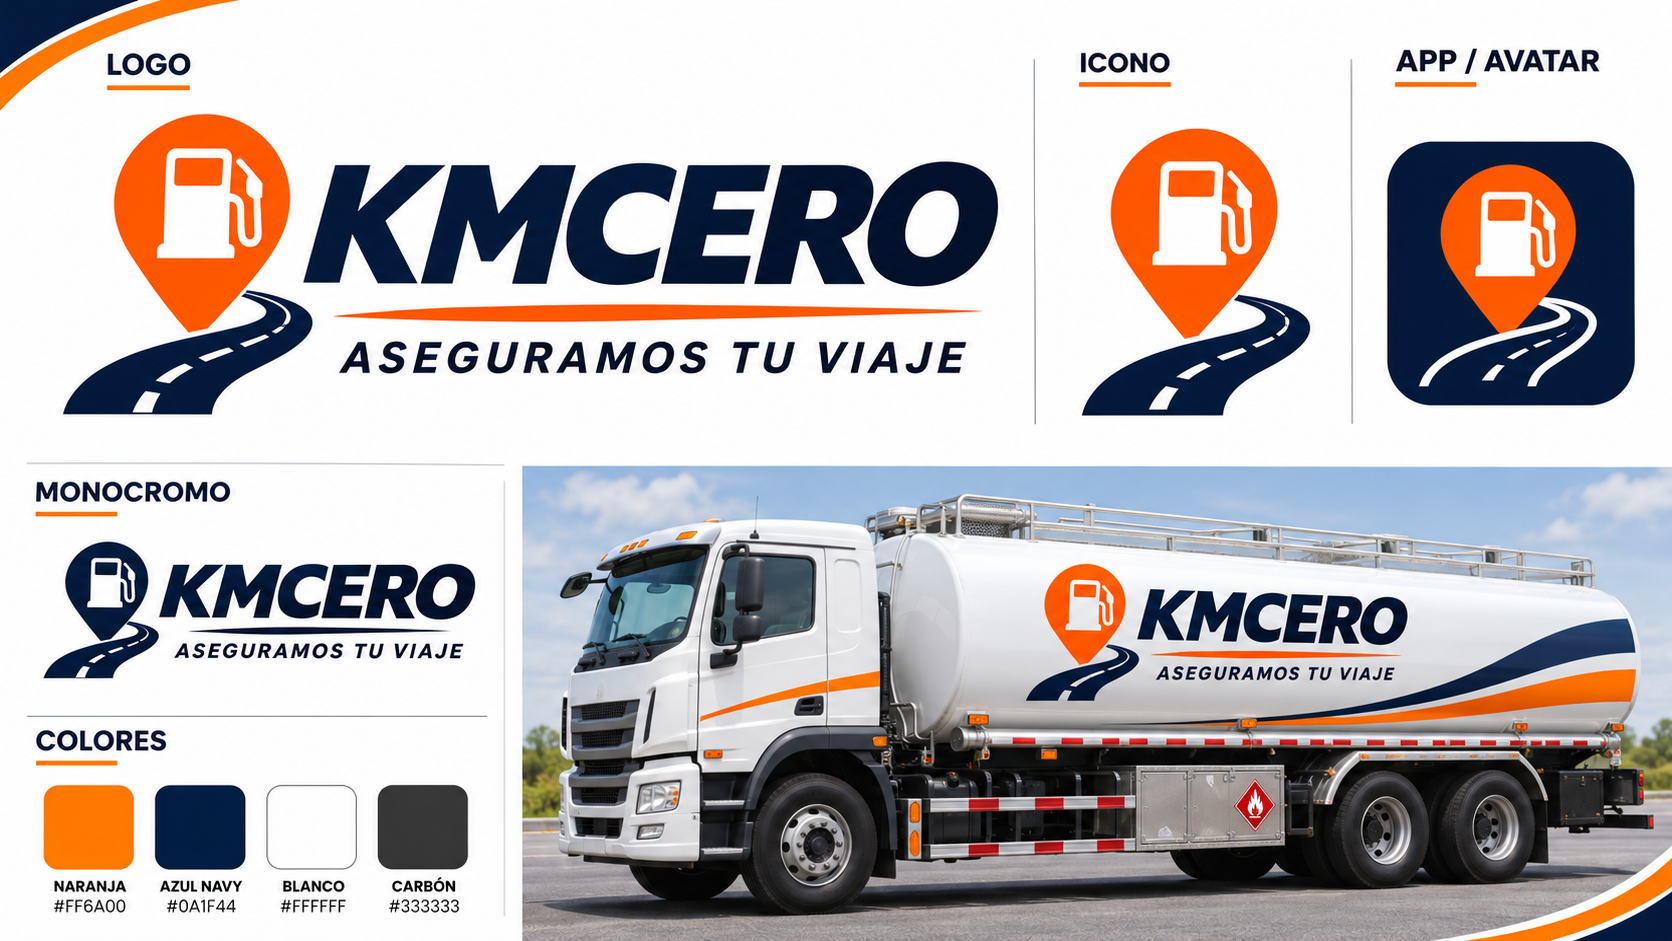 LOGO
KMCERO
ASEGURAMOS TU VIAJE
ICONO
APP / AVATAR
MONOCROMO
KMCERO
ASEGURAMOS TU VIAJE
COLORES
NARANJA
#FF6A00
AZUL NAVY
#0A1F44
BLANCO
#FFFFFF
CARBÓN
#333333
KMCERO
ASEGURAMOS TU VIAJE